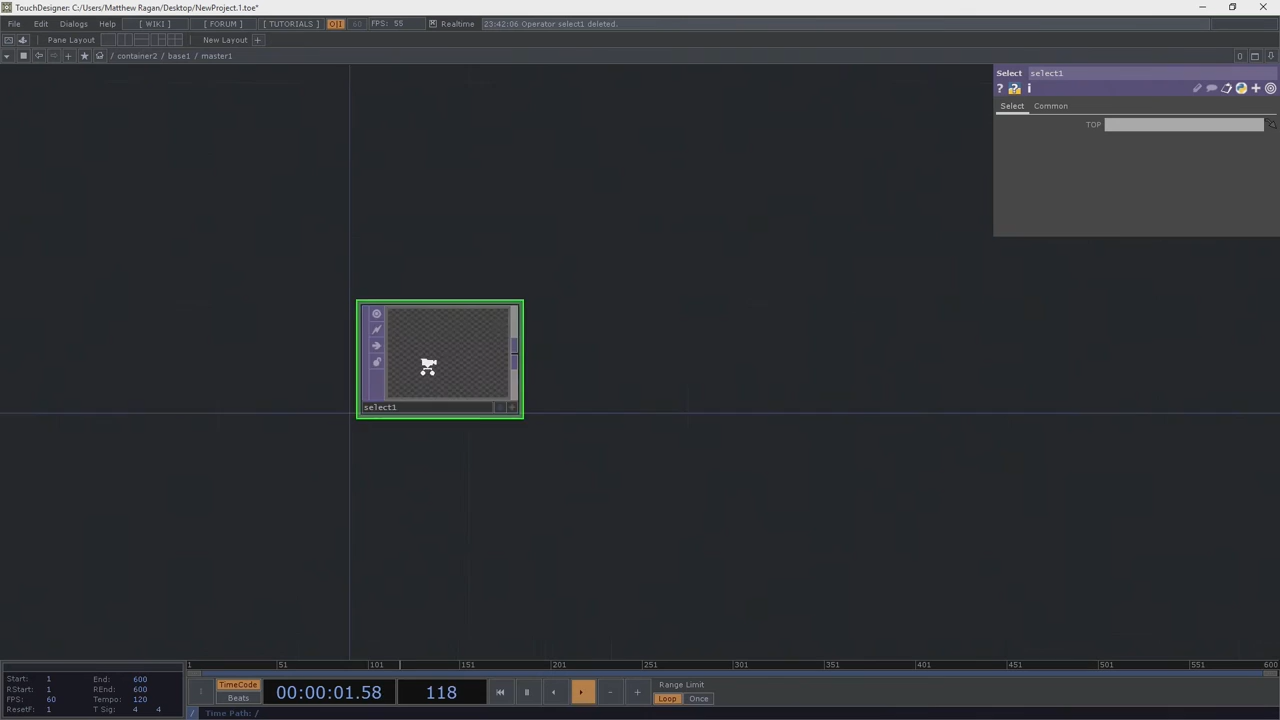 TouchDesigner: C:/Users/Matthew Ragan/Desktop/NewProject.1.toe*
File Edit Dialogs Help [ WIKI ] [ FORUM ] [ TUTORIALS ] O|I 60 FPS: 55 Realtime 23:42:06 Operator select1 deleted.
Pane Layout New Layout +
/ container2 / base1 / master1
Select select1
? ? i
Select Common
TOP
select1
1 51 101 151 201 251 301 351 401 451 501 551 600
Start: 1 End: 600
RStart: 1 REnd: 600
FPS: 60 Tempo: 120
ResetF: 1 T Sig: 4 4
TimeCode
Beats
00:00:01.58 118
Range Limit
Loop Once
/ Time Path: /